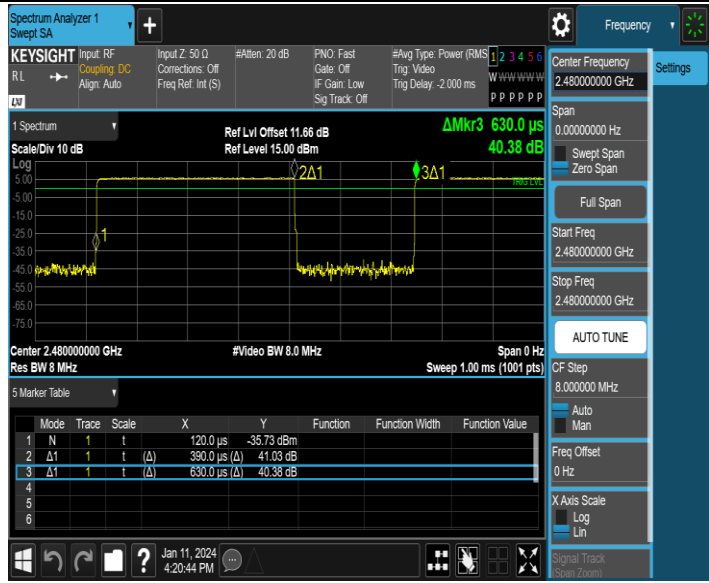 Spectrum Analyzer 1
Swept SA
+
Frequency
KEYSIGHT
RL
LXI
Input: RF
Coupling: DC
Align: Auto
Input Z: 50 Ω
Corrections: Off
Freq Ref: Int (S)
#Atten: 20 dB
PNO: Fast
Gate: Off
IF Gain: Low
Sig Track: Off
#Avg Type: Power (RMS
Trig: Video
Trig Delay: -2.000 ms
1 2 3 4 5 6
W W W W W W
P P P P P P
1 Spectrum
Scale/Div 10 dB
Ref Lvl Offset 11.66 dB
Ref Level 15.00 dBm
ΔMkr3 630.0 µs
40.38 dB
Log
5.00
-5.00
-15.0
-25.0
-35.0
-45.0
-55.0
-65.0
-75.0
1
2Δ1
3Δ1
TRIG LVL
Center 2.480000000 GHz
#Video BW 8.0 MHz
Span 0 Hz
Res BW 8 MHz
Sweep 1.00 ms (1001 pts)
5 Marker Table
Mode Trace Scale X Y Function Function Width Function Value
1 N 1 t 120.0 µs -35.73 dBm
2 Δ1 1 t (Δ) 390.0 µs (Δ) 41.03 dB
3 Δ1 1 t (Δ) 630.0 µs (Δ) 40.38 dB
4
5
6
?
Jan 11, 2024
4:20:44 PM
Center Frequency
2.480000000 GHz
Settings
Span
0.00000000 Hz
Swept Span
Zero Span
Full Span
Start Freq
2.480000000 GHz
Stop Freq
2.480000000 GHz
AUTO TUNE
CF Step
8.000000 MHz
Auto
Man
Freq Offset
0 Hz
X Axis Scale
Log
Lin
Signal Track
(Span Zoom)